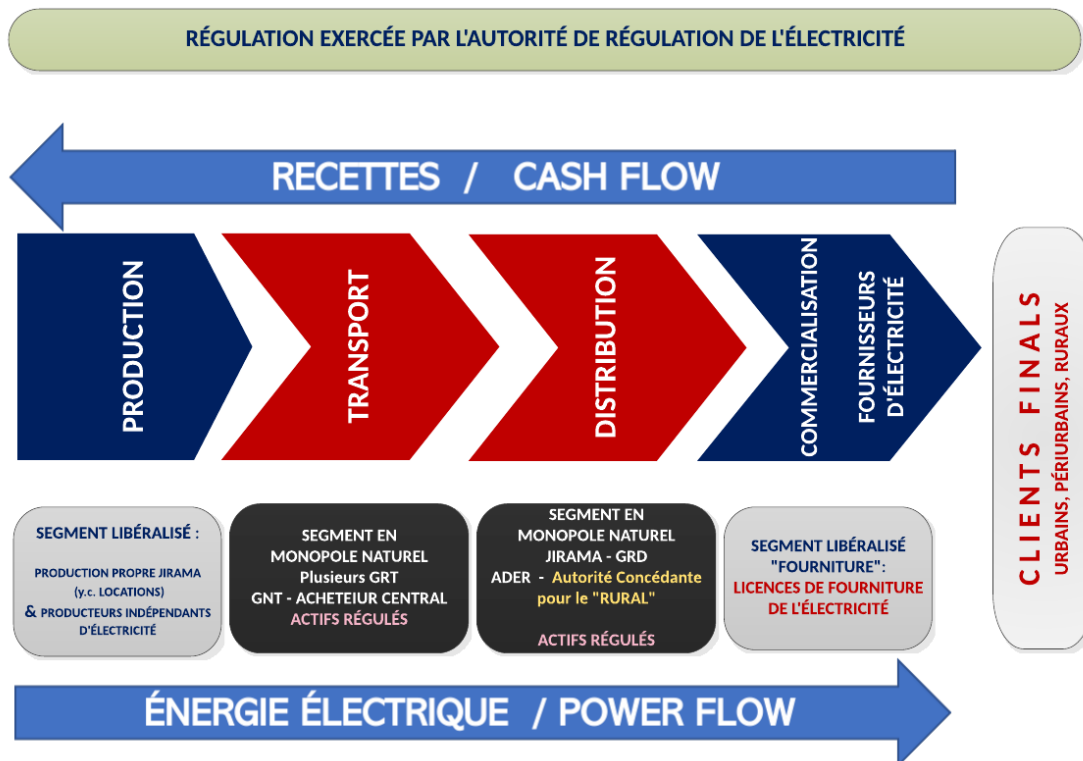 RÉGULATION EXERCÉE PAR L'AUTORITÉ DE RÉGULATION DE L'ÉLECTRICITÉ
RECETTES / CASH FLOW
PRODUCTION
TRANSPORT
DISTRIBUTION
COMMERCIALISATION
FOURNISSEURS
D'ÉLECTRICITÉ
CLIENTS FINALS
URBAINS, PÉRIURBAINS, RURAUX
SEGMENT LIBÉRALISÉ :
PRODUCTION PROPRE JIRAMA
(y.c. LOCATIONS)
& PRODUCTEURS INDÉPENDANTS
D'ÉLECTRICITÉ
SEGMENT EN
MONOPOLE NATUREL
Plusieurs GRT
GNT - ACHETEIUR CENTRAL
ACTIFS RÉGULÉS
SEGMENT EN
MONOPOLE NATUREL
JIRAMA - GRD
ADER - Autorité Concédante
pour le "RURAL"
ACTIFS RÉGULÉS
SEGMENT LIBÉRALISÉ
"FOURNITURE":
LICENCES DE FOURNITURE
DE L'ÉLECTRICITÉ
ÉNERGIE ÉLECTRIQUE / POWER FLOW